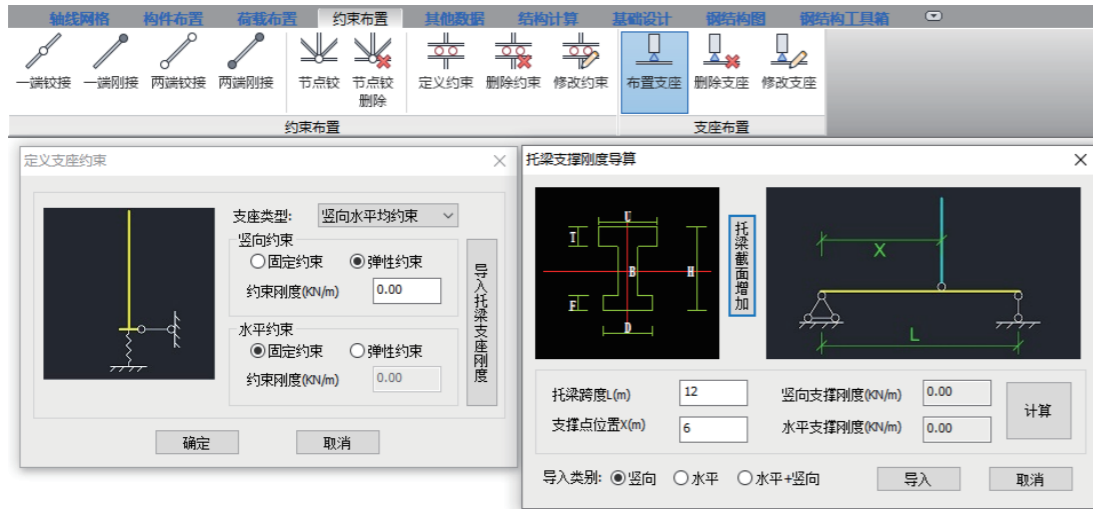 轴线网格 构件布置 荷载布置 约束布置 其他数据 结构计算 基础设计 钢结构图 钢结构工具箱
一端铰接 一端刚接 两端铰接 两端刚接 节点铰 节点铰 定义约束 删除约束 修改约束 布置支座 删除支座 修改支座
删除
约束布置 支座布置
定义支座约束
支座类型: 竖向水平均约束
竖向约束
固定约束 弹性约束
约束刚度(KN/m) 0.00
水平约束
固定约束 弹性约束
约束刚度(KN/m) 0.00
导入托梁支座刚度
确定 取消
托梁支撑刚度导算
U
T
B H
F
D
托梁截面增加
X
L
托梁跨度L(m) 12 竖向支撑刚度(KN/m) 0.00
支撑点位置X(m) 6 水平支撑刚度(KN/m) 0.00
计算
导入类别: 竖向 水平 水平+竖向 导入 取消